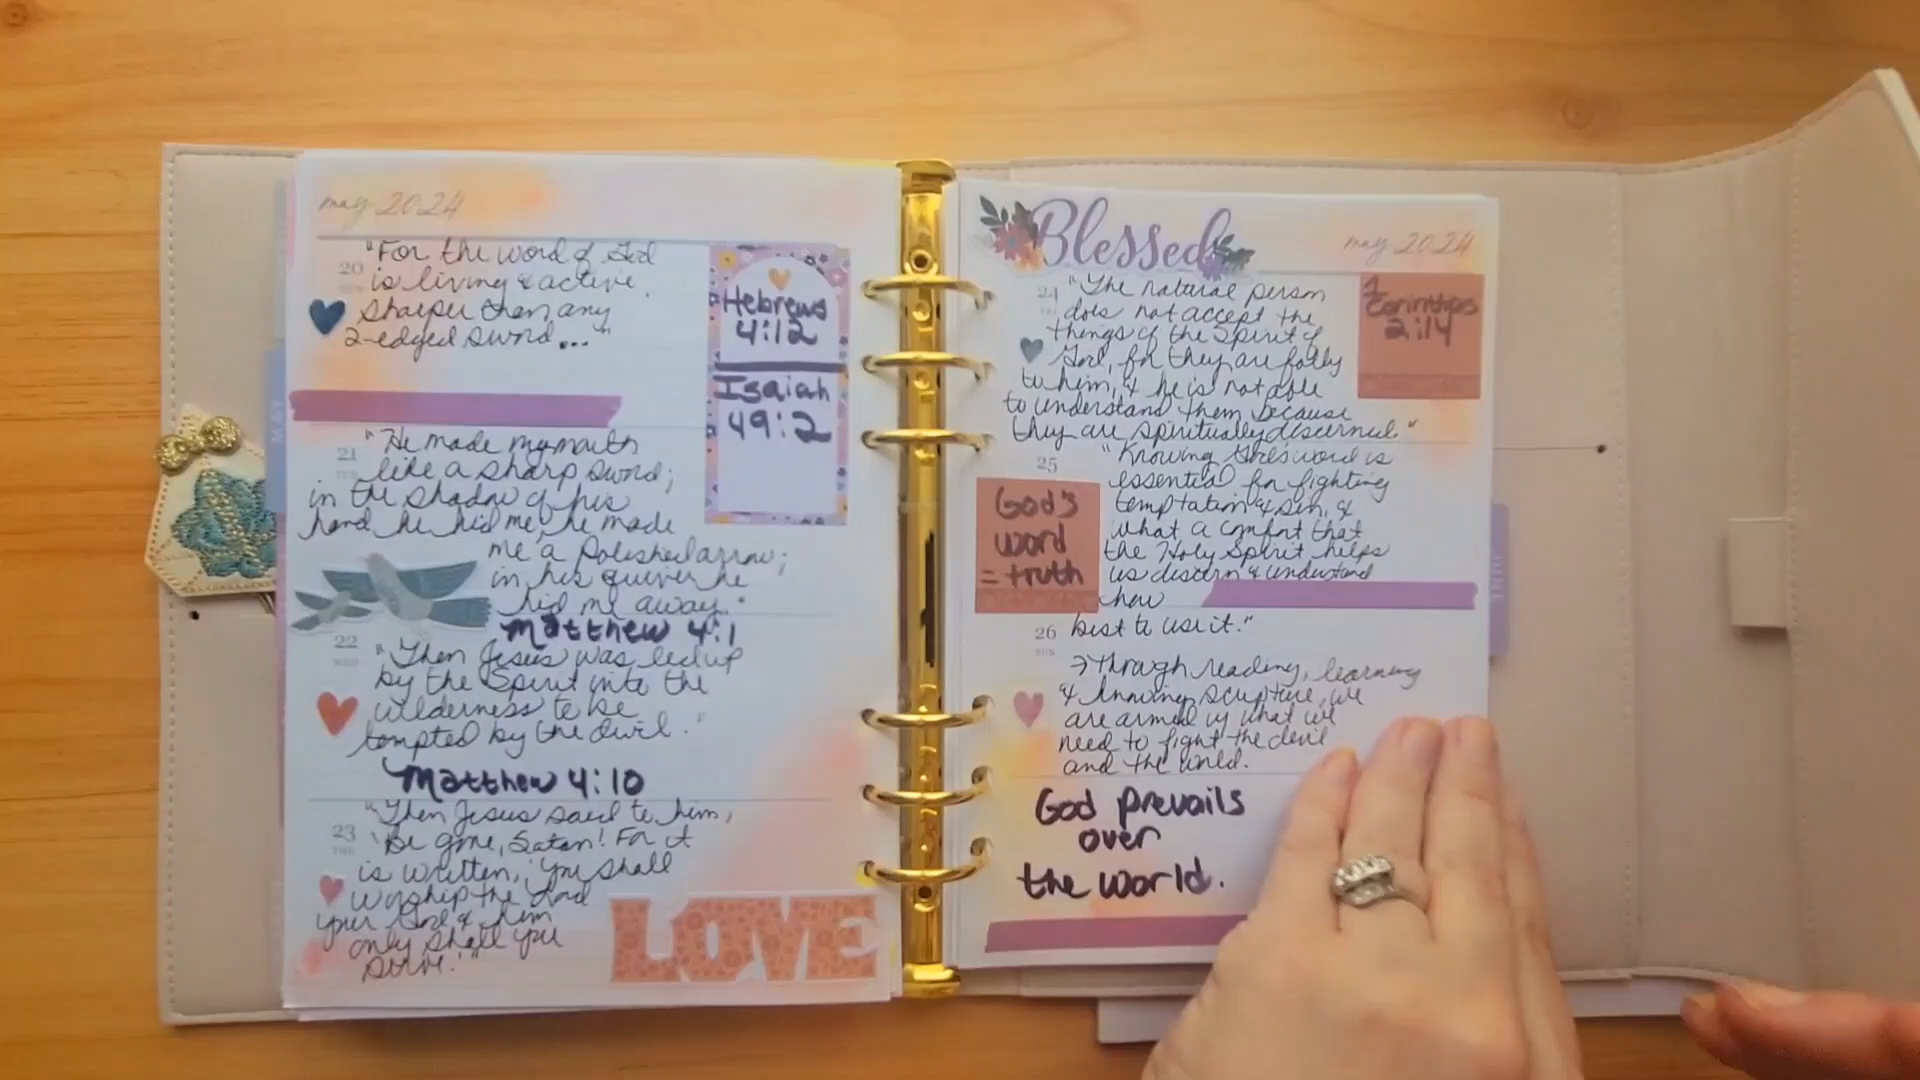 may 2024
20
"For the word of God
is living & active,
sharper than any
2-edged sword..."
Hebrews
4:12
Isaiah
49:2
MAY
21
TUE
"He made my mouth
like a sharp sword;
in the shadow of his
hand he hid me, he made
me a polished arrow;
in his quiver he
hid me away."
Matthew 4:1
22
WED
"Then Jesus was led up
by the Spirit into the
wilderness to be
tempted by the devil."
Matthew 4:10
23
THU
"Then Jesus said to him,
'Be gone, Satan! For it
is written, 'you shall
worship the Lord
your God & him
only shall you
serve.'"
LOVE
Blessed
may 2024
24
FRI
"The natural person
does not accept the
things of the Spirit of
God, for they are folly
to him, & he is not able
to understand them because
they are spiritually discerned."
1
Corinthians
2:14
25
"Knowing God's word is
essential for fighting
temptation & sin, &
what a comfort that
the Holy Spirit helps
us discern & understand
how
God's
word
= truth
JUNE
26
SUN
best to use it."
→ Through reading, learning
& knowing scripture, we
are armed w/ what we
need to fight the devil
and the world.
God prevails
over
the world.